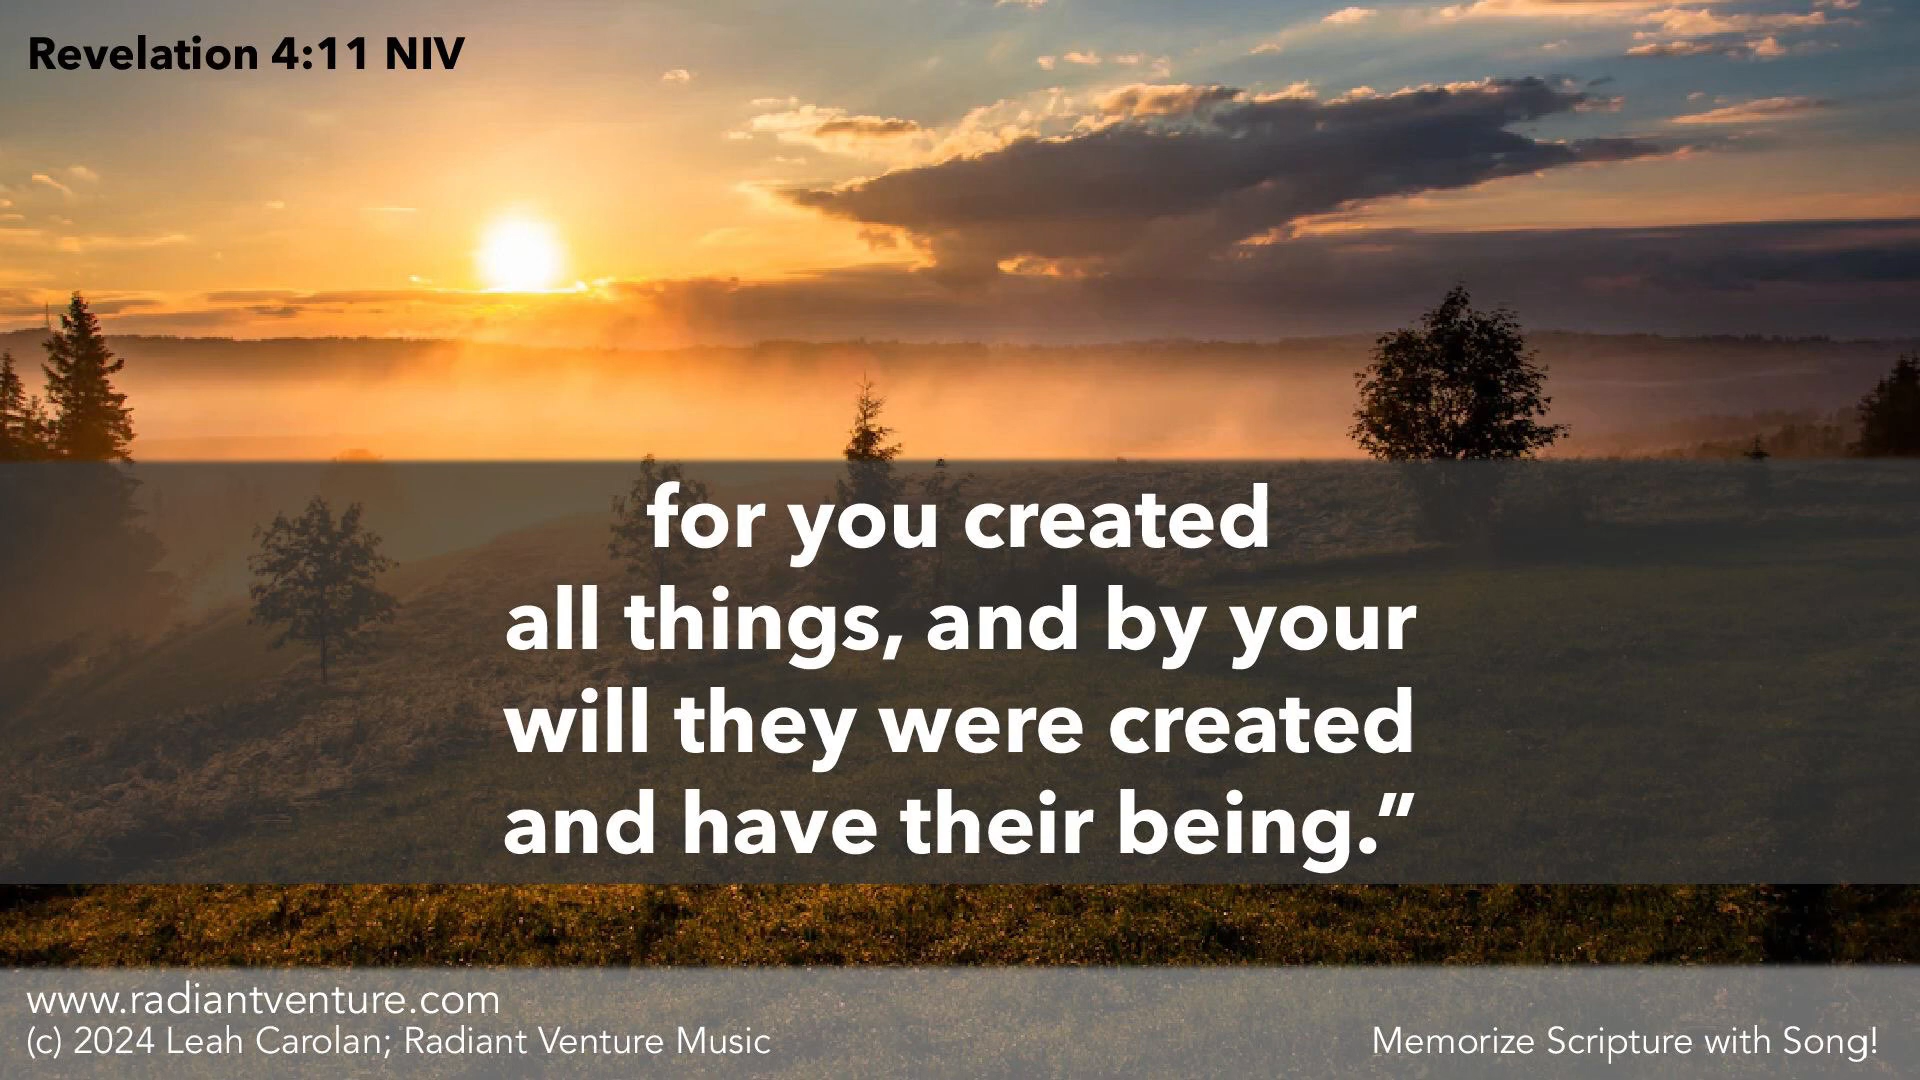 Revelation 4:11 NIV
for you created
all things, and by your
will they were created
and have their being.”
www.radiantventure.com
(c) 2024 Leah Carolan; Radiant Venture Music
Memorize Scripture with Song!